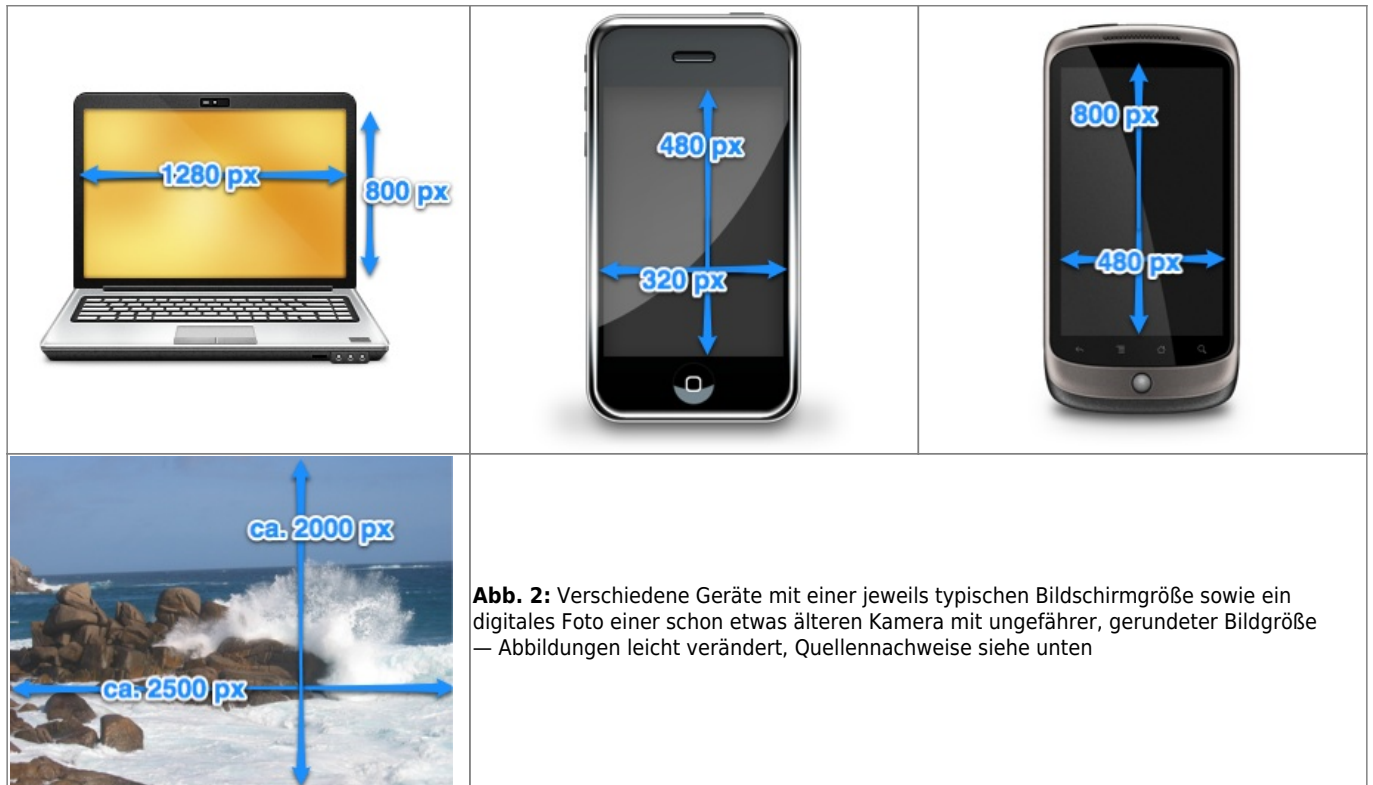 1280 px
800 px
480 px
320 px
800 px
480 px
ca. 2000 px
ca. 2500 px
Abb. 2: Verschiedene Geräte mit einer jeweils typischen Bildschirmgröße sowie ein
digitales Foto einer schon etwas älteren Kamera mit ungefährer, gerundeter Bildgröße
— Abbildungen leicht verändert, Quellennachweise siehe unten